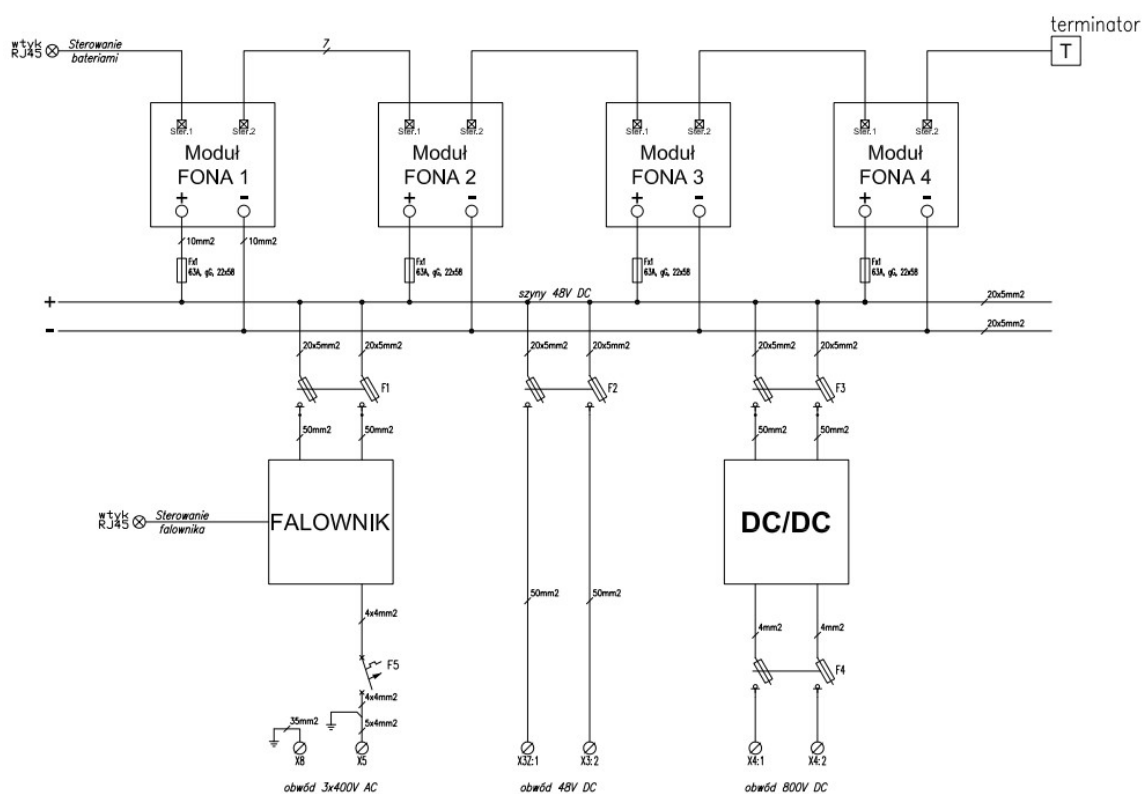 terminator
T
wtyk
RJ45
Sterowanie
bateriami
7
Ster.1
Ster.2
Moduł
FONA 1
+
-
Ster.1
Ster.2
Moduł
FONA 2
+
-
Ster.1
Ster.2
Moduł
FONA 3
+
-
Ster.1
Ster.2
Moduł
FONA 4
+
-
10mm2
10mm2
Fx1
63A, gG, 22x58
Fx1
63A, gG, 22x58
Fx1
63A, gG, 22x58
Fx1
63A, gG, 22x58
szyny 48V DC
+
20x5mm2
-
20x5mm2
20x5mm2
20x5mm2
20x5mm2
20x5mm2
20x5mm2
20x5mm2
F1
F2
F3
50mm2
50mm2
50mm2
50mm2
FALOWNIK
DC/DC
wtyk
RJ45
Sterowanie
falownika
50mm2
50mm2
4x4mm2
4mm2
4mm2
F5
F4
4x4mm2
35mm2
5x4mm2
X8
X5
X3Z:1
X3:2
X4:1
X4:2
obwód 3x400V AC
obwód 48V DC
obwód 800V DC